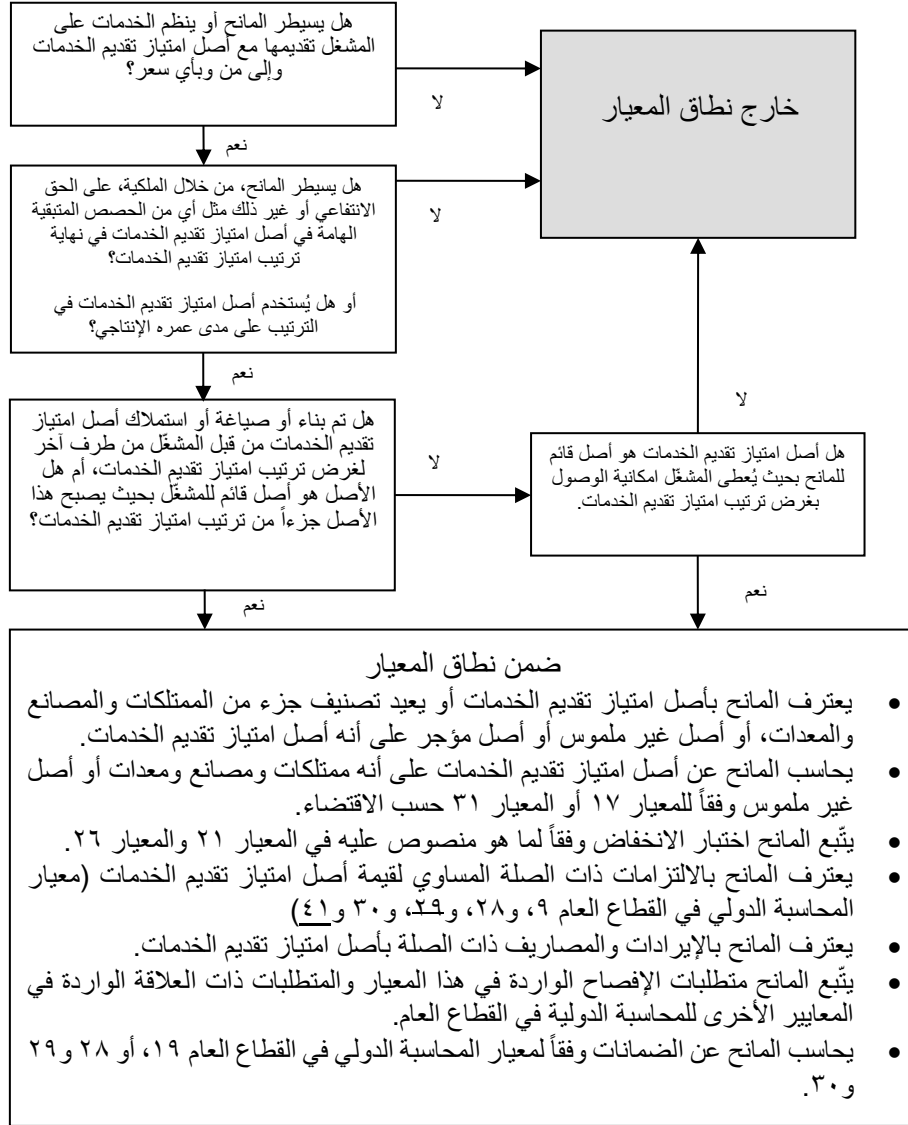 هل يسيطر المانح أو ينظم الخدمات على
المشغل تقديمها مع أصل امتياز تقديم الخدمات
وإلى من وبأي سعر؟
لا
خارج نطاق المعيار
نعم
هل يسيطر المانح، من خلال الملكية، على الحق
الانتفاعي أو غير ذلك مثل أي من الحصص المتبقية
الهامة في أصل امتياز تقديم الخدمات في نهاية
ترتيب امتياز تقديم الخدمات؟
أو هل يُستخدم أصل امتياز تقديم الخدمات في
الترتيب على مدى عمره الإنتاجي؟
لا
نعم
هل تم بناء أو صياغة أو استملاك أصل امتياز
تقديم الخدمات من قبل المشغّل من طرف آخر
لغرض ترتيب امتياز تقديم الخدمات، أم هل
الأصل هو أصل قائم للمشغّل بحيث يصبح هذا
الأصل جزءاً من ترتيب امتياز تقديم الخدمات؟
لا
لا
هل أصل امتياز تقديم الخدمات هو أصل قائم
للمانح بحيث يُعطى المشغّل امكانية الوصول
بغرض ترتيب امتياز تقديم الخدمات.
نعم
نعم
ضمن نطاق المعيار
• يعترف المانح بأصل امتياز تقديم الخدمات أو يعيد تصنيف جزء من الممتلكات والمصانع
والمعدات، أو أصل غير ملموس أو أصل مؤجر على أنه أصل امتياز تقديم الخدمات.
• يحاسب المانح عن أصل امتياز تقديم الخدمات على أنه ممتلكات ومصانع ومعدات أو أصل
غير ملموس وفقاً للمعيار ١٧ أو المعيار ٣١ حسب الاقتضاء.
• يتّبع المانح اختبار الانخفاض وفقاً لما هو منصوص عليه في المعيار ٢١ والمعيار ٢٦.
• يعترف المانح بالالتزامات ذات الصلة المساوي لقيمة أصل امتياز تقديم الخدمات (معيار
المحاسبة الدولي في القطاع العام ٩، و٢٨، و٢٩، و٣٠ و٤١)
• يعترف المانح بالإيرادات والمصاريف ذات الصلة بأصل امتياز تقديم الخدمات.
• يتّبع المانح متطلبات الإفصاح الواردة في هذا المعيار والمتطلبات ذات العلاقة الواردة في
المعايير الأخرى للمحاسبة الدولية في القطاع العام.
• يحاسب المانح عن الضمانات وفقاً لمعيار المحاسبة الدولي في القطاع العام ١٩، أو ٢٨ و٢٩
و٣٠.